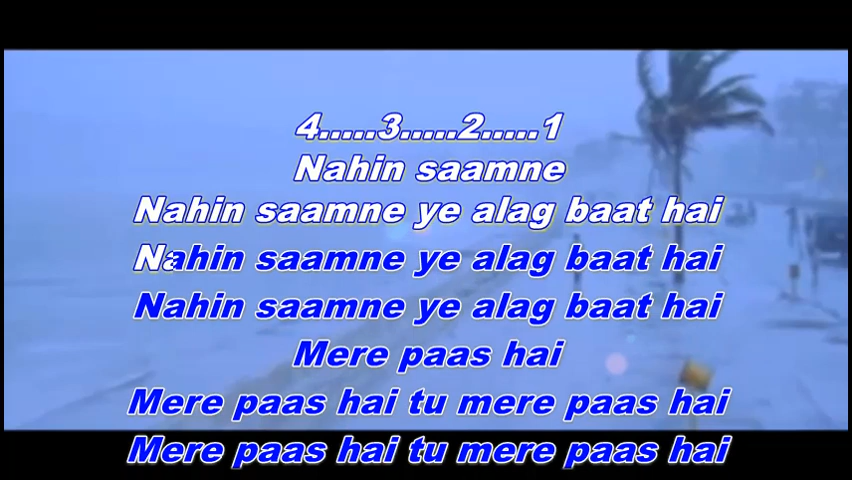 4.....3.....2.....1
Nahin saamne
Nahin saamne ye alag baat hai
Nahin saamne ye alag baat hai
Nahin saamne ye alag baat hai
Mere paas hai
Mere paas hai tu mere paas hai
Mere paas hai tu mere paas hai